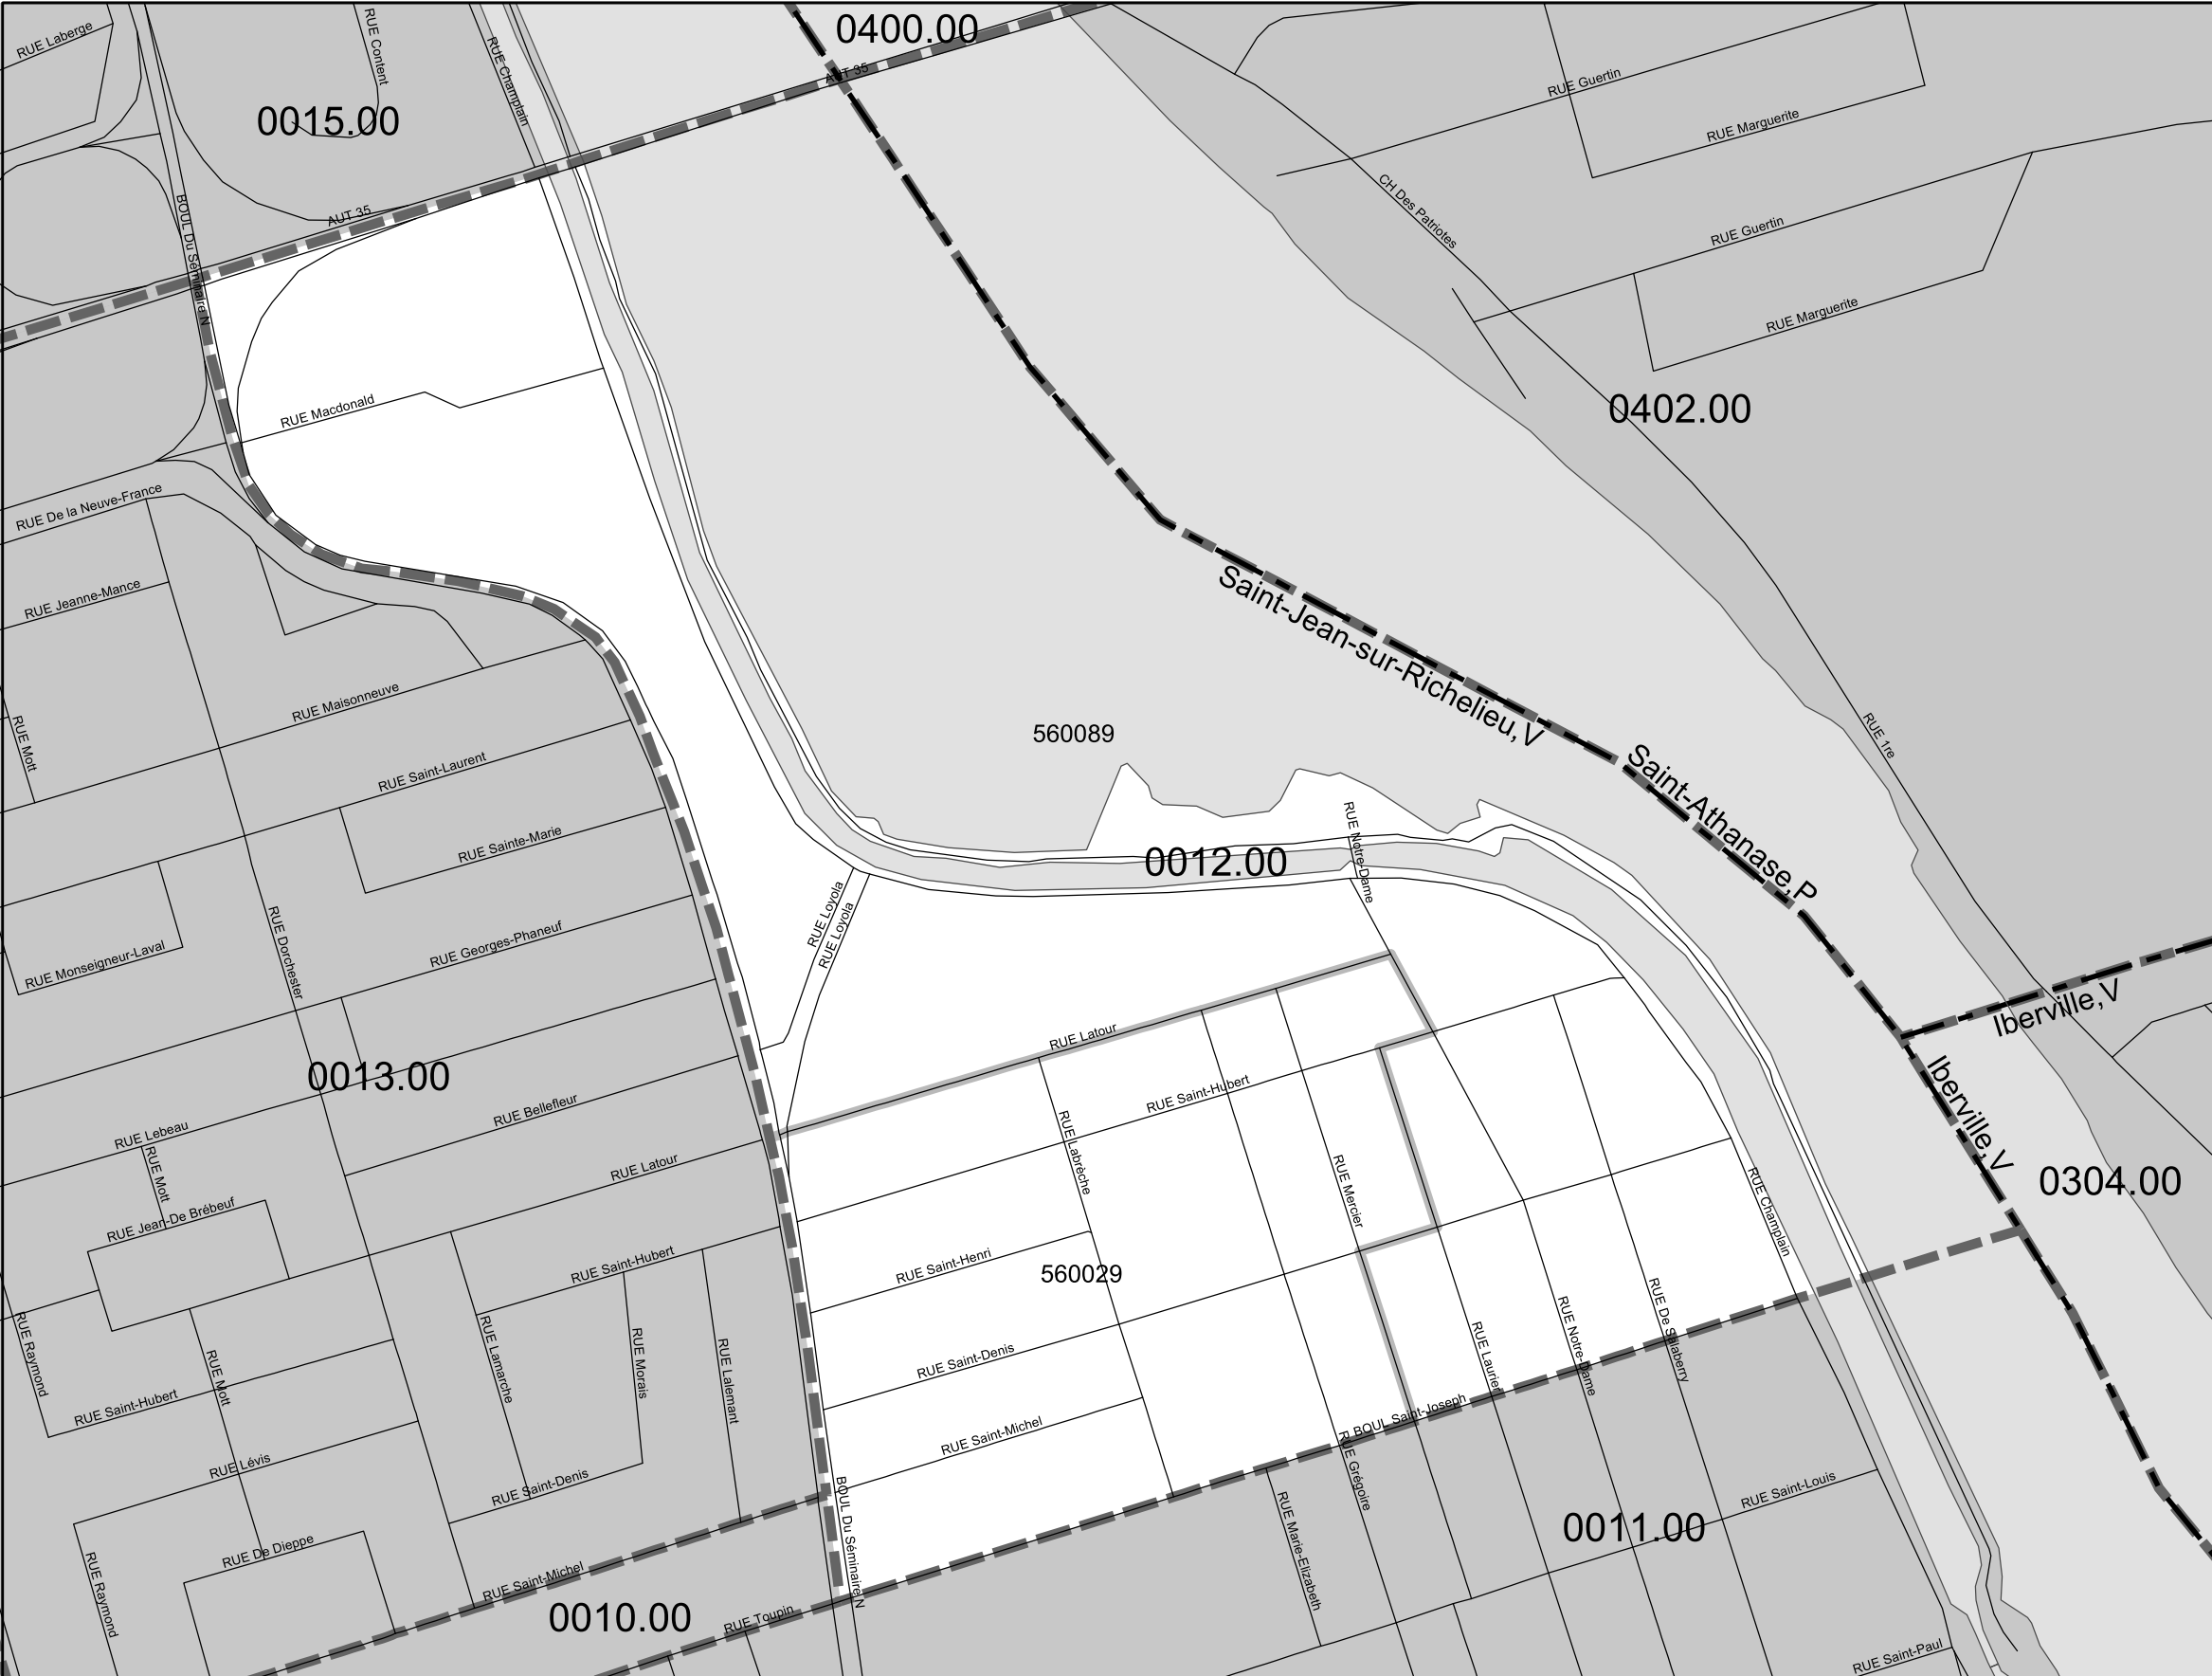 RUE Laberge
RUE Content
RUE Champlain
0400.00
AUT 35
0015.00
RUE Guertin
RUE Marguerite
CH Des Patriotes
BOUL Du Séminaire N
AUT 35
RUE Guertin
RUE Marguerite
0402.00
RUE Macdonald
RUE De la Neuve-France
RUE Jeanne-Mance
Saint-Jean-sur-Richelieu,V
RUE Maisonneuve
RUE Mott
560089
RUE 1re
Saint-Athanase,P
RUE Saint-Laurent
RUE Sainte-Marie
RUE Notre-Dame
0012.00
RUE Loyola
RUE Loyola
RUE Monseigneur-Laval
RUE Dorchester
RUE Georges-Phaneuf
Iberville,V
Iberville,V
RUE Latour
0013.00
RUE Saint-Hubert
RUE Bellefleur
RUE Lebeau
RUE Mott
RUE Labrèche
RUE Mercier
RUE Latour
0304.00
RUE Champlain
RUE Jean-De Brébeuf
RUE Saint-Hubert
RUE Saint-Henri
560029
RUE Raymond
RUE Mott
RUE Lamarche
RUE Morais
RUE Lalemant
RUE Saint-Denis
RUE Laurier
RUE Notre-Dame
RUE De Salaberry
RUE Saint-Hubert
BOUL Saint-Joseph
RUE Saint-Michel
RUE Grégoire
RUE Lévis
RUE Saint-Denis
BOUL Du Séminaire N
RUE Marie-Elizabeth
RUE Saint-Louis
0011.00
RUE De Dieppe
RUE Raymond
RUE Saint-Michel
0010.00
RUE Toupin
RUE Saint-Paul